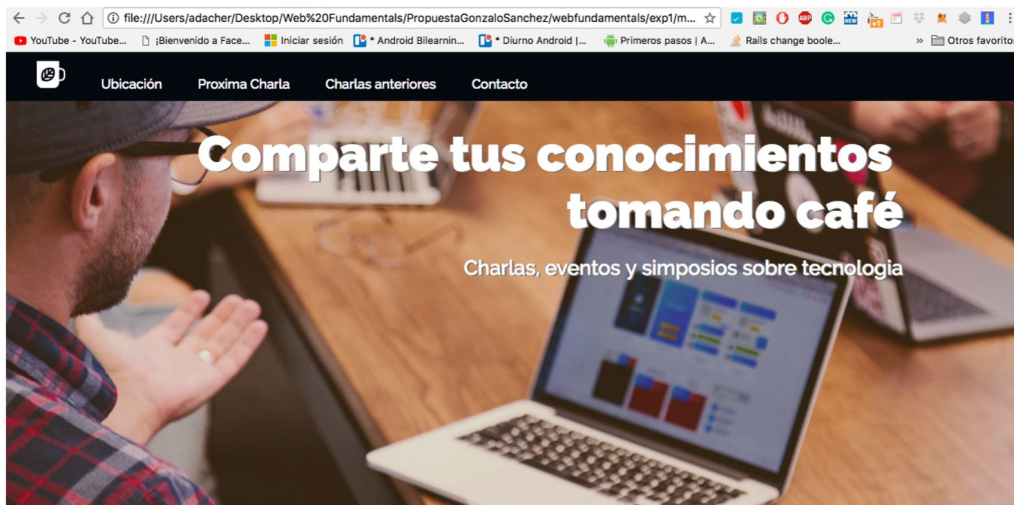 file:///Users/adacher/Desktop/Web%20Fundamentals/PropuestaGonzaloSanchez/webfundamentals/exp1/m...
YouTube - YouTube... ¡Bienvenido a Face... Iniciar sesión * Android Bilearnin... * Diurno Android |... Primeros pasos | A... Rails change boole... » Otros favoritos
Ubicación Proxima Charla Charlas anteriores Contacto
Comparte tus conocimientos
tomando café
Charlas, eventos y simposios sobre tecnologia